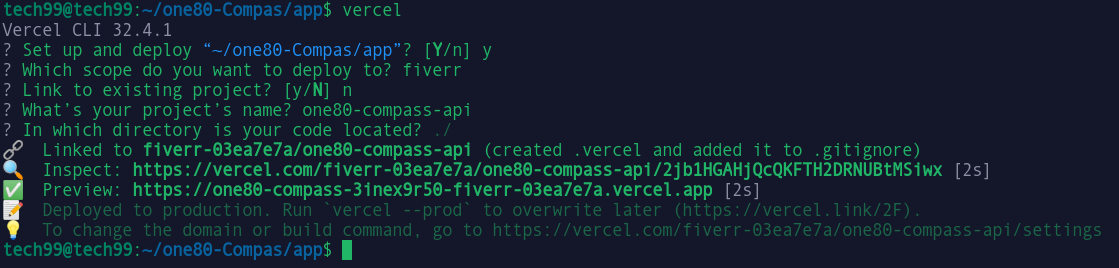 tech99@tech99:~/one80-Compas/app$ vercel
Vercel CLI 32.4.1
? Set up and deploy “~/one80-Compas/app”? [Y/n] y
? Which scope do you want to deploy to? fiverr
? Link to existing project? [y/N] n
? What’s your project’s name? one80-compass-api
? In which directory is your code located? ./
🔗  Linked to fiverr-03ea7e7a/one80-compass-api (created .vercel and added it to .gitignore)
🔍  Inspect: https://vercel.com/fiverr-03ea7e7a/one80-compass-api/2jb1HGAHjQcQKFTH2DRNUBtMSiwx [2s]
✅  Preview: https://one80-compass-3inex9r50-fiverr-03ea7e7a.vercel.app [2s]
📝  Deployed to production. Run `vercel --prod` to overwrite later (https://vercel.link/2F).
💡  To change the domain or build command, go to https://vercel.com/fiverr-03ea7e7a/one80-compass-api/settings
tech99@tech99:~/one80-Compas/app$